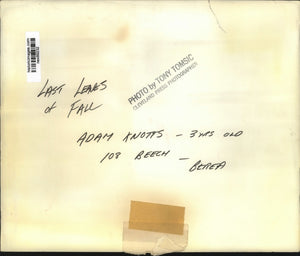 LAST LEAVES
OF FALL
PHOTO by TONY TOMSIC
CLEVELAND PRESS PHOTOGRAPHER
ADAM KNOTTS - 3 YRS OLD
108 BEECH -
BEREA